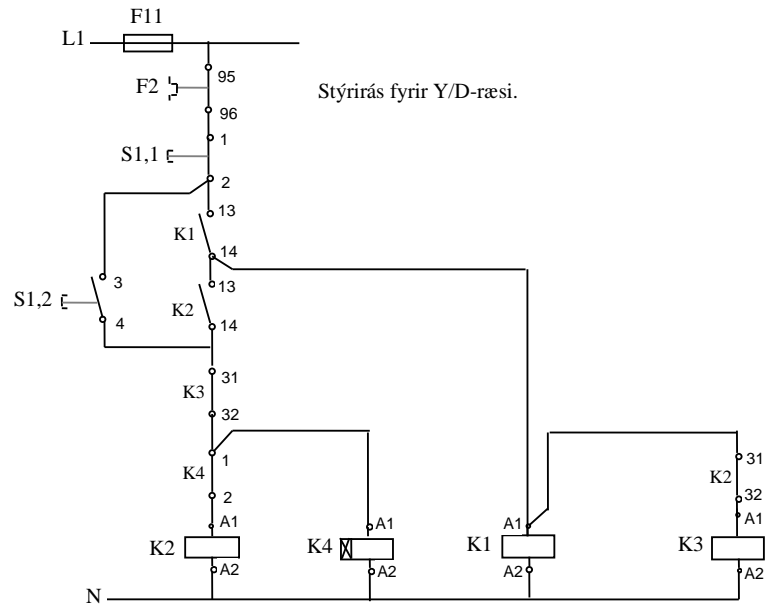 F11
L1
95
F2
Stýrirás fyrir Y/D-ræsi.
96
1
S1,1
2
13
K1
14
13
3
S1,2
K2
4
14
31
K3
32
1
31
K4
K2
2
32
A1
A1
A1
A1
K2
K4
K1
K3
A2
A2
A2
A2
N